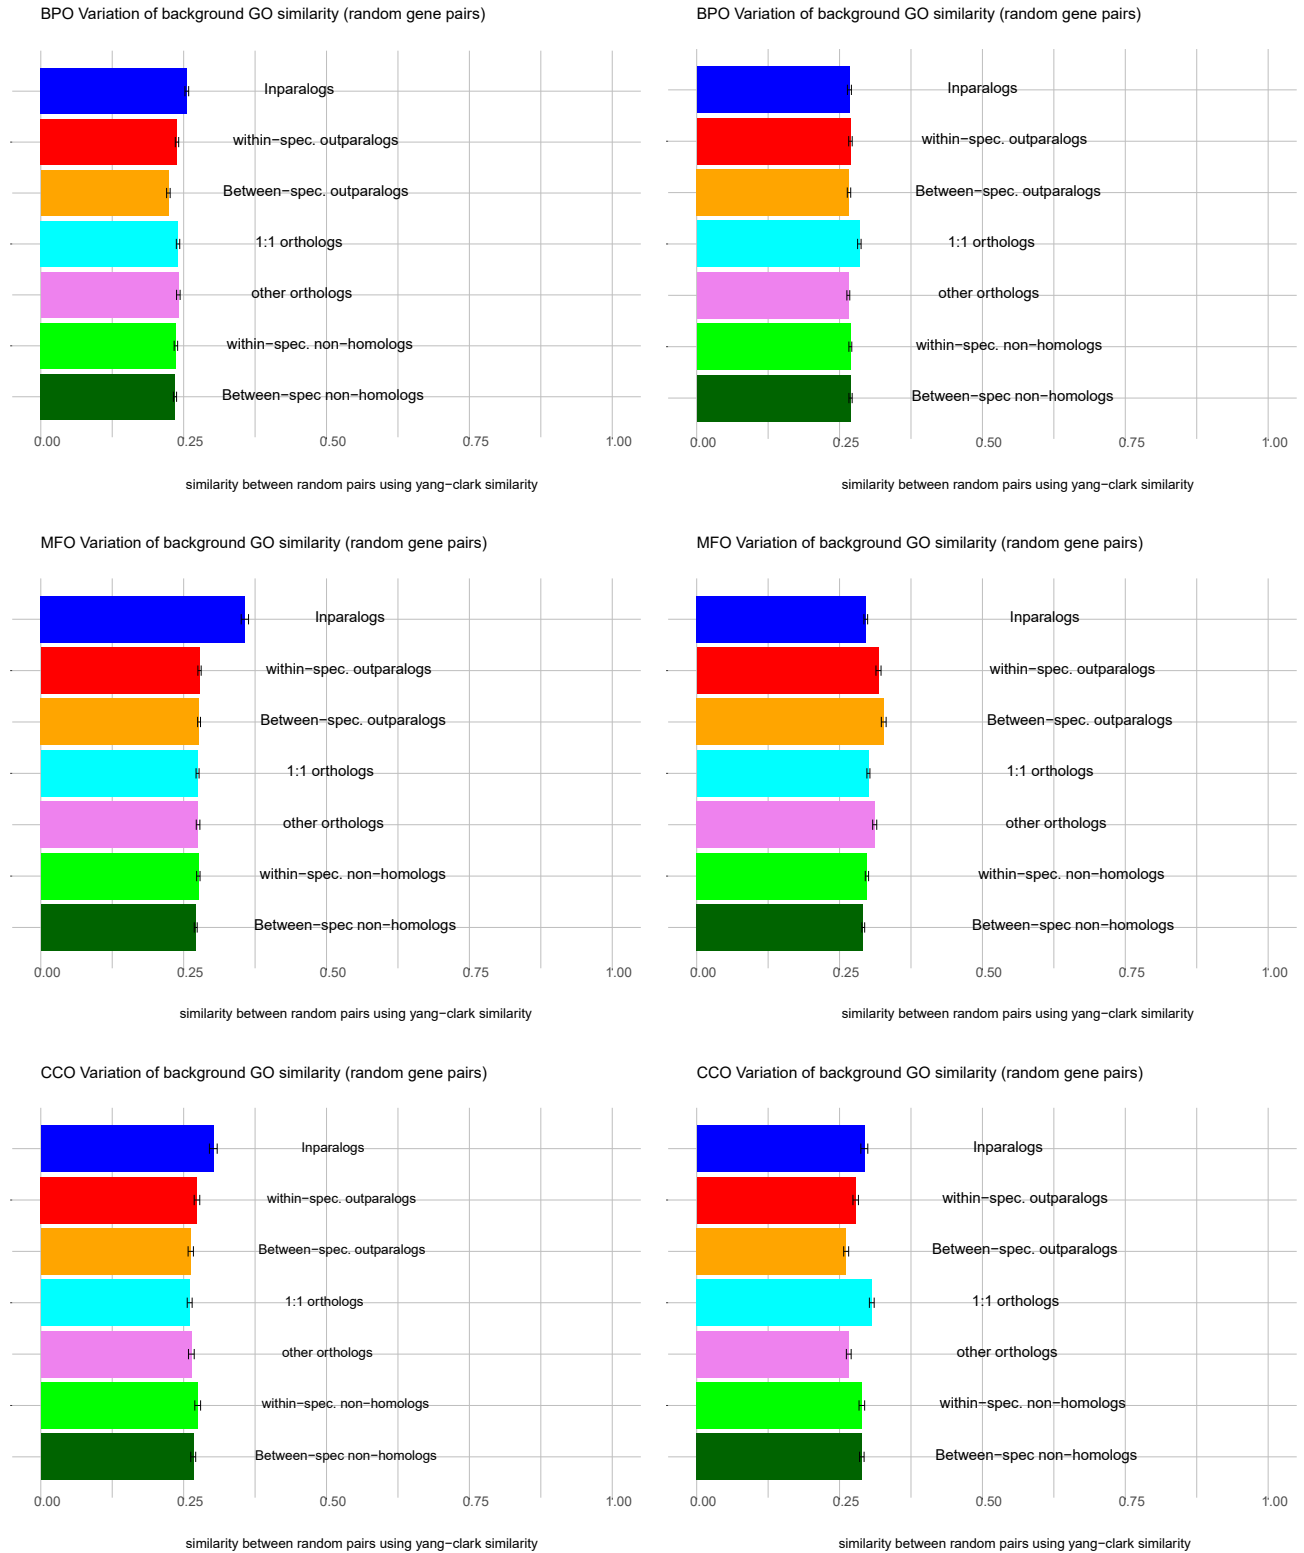 BPO Variation of background GO similarity (random gene pairs)
Inparalogs
within−spec. outparalogs
Between−spec. outparalogs
1:1 orthologs
other orthologs
within−spec. non−homologs
Between−spec non−homologs
0.00 0.25 0.50 0.75 1.00
similarity between random pairs using yang−clark similarity
BPO Variation of background GO similarity (random gene pairs)
Inparalogs
within−spec. outparalogs
Between−spec. outparalogs
1:1 orthologs
other orthologs
within−spec. non−homologs
Between−spec non−homologs
0.00 0.25 0.50 0.75 1.00
similarity between random pairs using yang−clark similarity
MFO Variation of background GO similarity (random gene pairs)
Inparalogs
within−spec. outparalogs
Between−spec. outparalogs
1:1 orthologs
other orthologs
within−spec. non−homologs
Between−spec non−homologs
0.00 0.25 0.50 0.75 1.00
similarity between random pairs using yang−clark similarity
MFO Variation of background GO similarity (random gene pairs)
Inparalogs
within−spec. outparalogs
Between−spec. outparalogs
1:1 orthologs
other orthologs
within−spec. non−homologs
Between−spec non−homologs
0.00 0.25 0.50 0.75 1.00
similarity between random pairs using yang−clark similarity
CCO Variation of background GO similarity (random gene pairs)
Inparalogs
within−spec. outparalogs
Between−spec. outparalogs
1:1 orthologs
other orthologs
within−spec. non−homologs
Between−spec non−homologs
0.00 0.25 0.50 0.75 1.00
similarity between random pairs using yang−clark similarity
CCO Variation of background GO similarity (random gene pairs)
Inparalogs
within−spec. outparalogs
Between−spec. outparalogs
1:1 orthologs
other orthologs
within−spec. non−homologs
Between−spec non−homologs
0.00 0.25 0.50 0.75 1.00
similarity between random pairs using yang−clark similarity